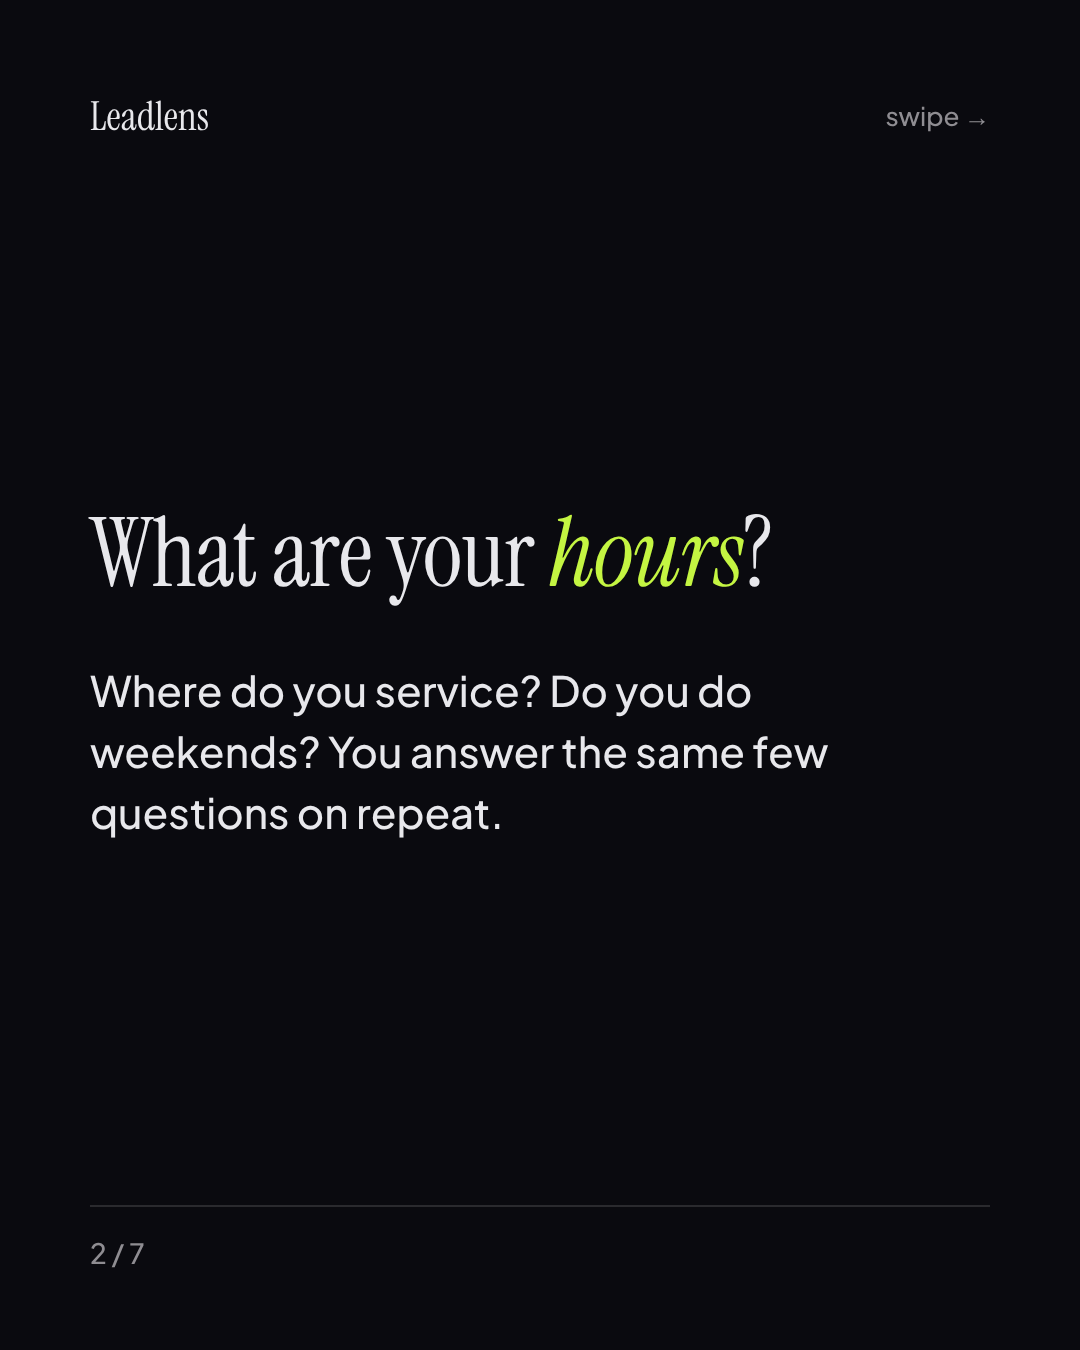 Leadlens
swipe →
What are your hours?
Where do you service? Do you do
weekends? You answer the same few
questions on repeat.
2 / 7